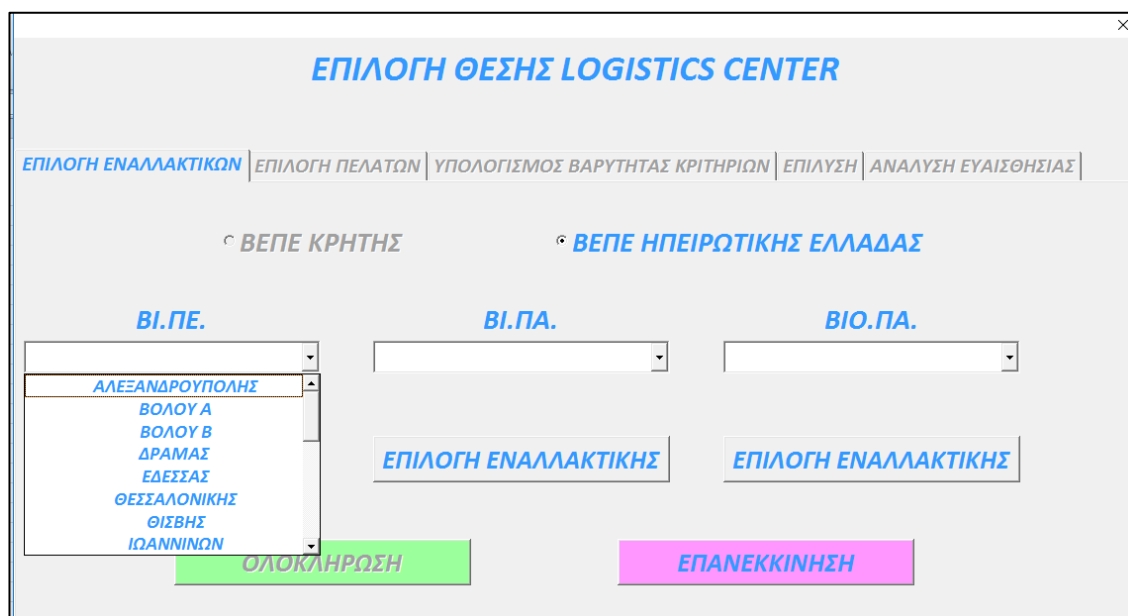 ΕΠΙΛΟΓΗ ΘΕΣΗΣ LOGISTICS CENTER
ΕΠΙΛΟΓΗ ΕΝΑΛΛΑΚΤΙΚΩΝ ΕΠΙΛΟΓΗ ΠΕΛΑΤΩΝ ΥΠΟΛΟΓΙΣΜΟΣ ΒΑΡΥΤΗΤΑΣ ΚΡΙΤΗΡΙΩΝ ΕΠΙΛΥΣΗ ΑΝΑΛΥΣΗ ΕΥΑΙΣΘΗΣΙΑΣ
ΒΕΠΕ ΚΡΗΤΗΣ ΒΕΠΕ ΗΠΕΙΡΩΤΙΚΗΣ ΕΛΛΑΔΑΣ
ΒΙ.ΠΕ. ΒΙ.ΠΑ. ΒΙΟ.ΠΑ.
ΑΛΕΞΑΝΔΡΟΥΠΟΛΗΣ
ΒΟΛΟΥ Α
ΒΟΛΟΥ Β
ΔΡΑΜΑΣ
ΕΔΕΣΣΑΣ
ΘΕΣΣΑΛΟΝΙΚΗΣ
ΘΙΣΒΗΣ
ΙΩΑΝΝΙΝΩΝ
ΕΠΙΛΟΓΗ ΕΝΑΛΛΑΚΤΙΚΗΣ ΕΠΙΛΟΓΗ ΕΝΑΛΛΑΚΤΙΚΗΣ
ΟΛΟΚΛΗΡΩΣΗ ΕΠΑΝΕΚΚΙΝΗΣΗ